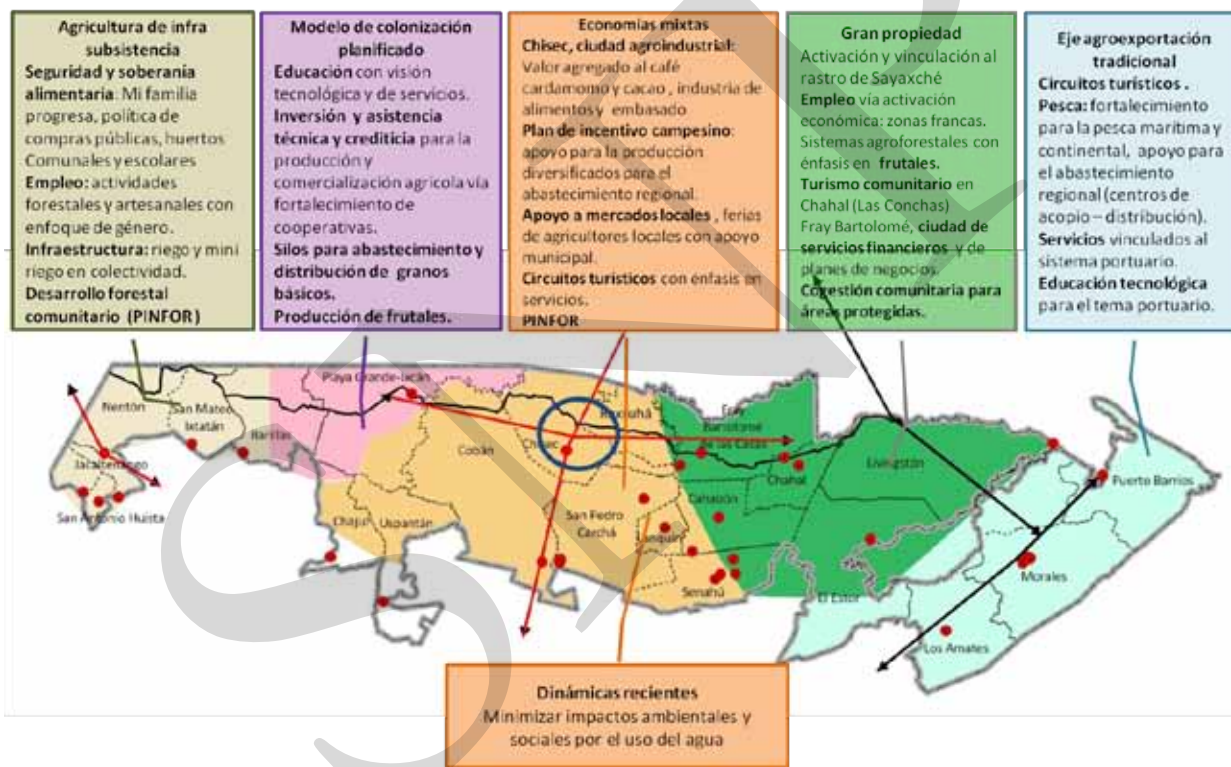 Agricultura de infra
subsistencia
Seguridad y soberanía
alimentaria. Mi familia
progresa, política de
compras públicas, huertos
Comunales y escolares
Empleo: actividades
forestales y artesanales con
enfoque de género.
Infraestructura: riego y mini
riego en colectividad.
Desarrollo forestal
comunitario (PINFOR)
Modelo de colonización
planificado
Educación con visión
tecnológica y de servicios.
Inversión y asistencia
técnica y crediticia para la
producción y
comercialización agrícola vía
fortalecimiento de
cooperativas.
Silos para abastecimiento y
distribución de granos
básicos.
Producción de frutales.
Economías mixtas
Chisec, ciudad agroindustrial:
Valor agregado al café
cardamomo y cacao , industria de
alimentos y embasado
Plan de incentivo campesino:
apoyo para la producción
diversificados para el
abastecimiento regional.
Apoyo a mercados locales , ferias
de agricultores locales con apoyo
municipal.
Circuitos turísticos con énfasis en
servicios.
PINFOR
Gran propiedad
Activación y vinculación al
rastro de Sayaxché
Empleo vía activación
económica: zonas francas.
Sistemas agroforestales con
énfasis en frutales.
Turismo comunitario en
Chahal (Las Conchas)
Fray Bartolomé, ciudad de
servicios financieros y de
planes de negocios.
Cogestión comunitaria para
áreas protegidas.
Eje agroexportación
tradicional
Circuitos turísticos .
Pesca: fortalecimiento
para la pesca marítima y
continental, apoyo para
el abastecimiento
regional (centros de
acopio – distribución).
Servicios vinculados al
sistema portuario.
Educación tecnológica
para el tema portuario.
Nentón
San Mateo
Ixtatán
Barillas
Jacaltenango
San Antonio Huista
Playa Grande-Ixcán
Chajul
Uspantán
Cobán
Chisec
Raxruhá
San Pedro
Carchá
Lanquín
Senahú
Cahabón
Fray
Bartolomé
de las Casas
Chahal
Livingstón
El Estor
Puerto Barrios
Morales
Los Amates
Dinámicas recientes
Minimizar impactos ambientales y
sociales por el uso del agua